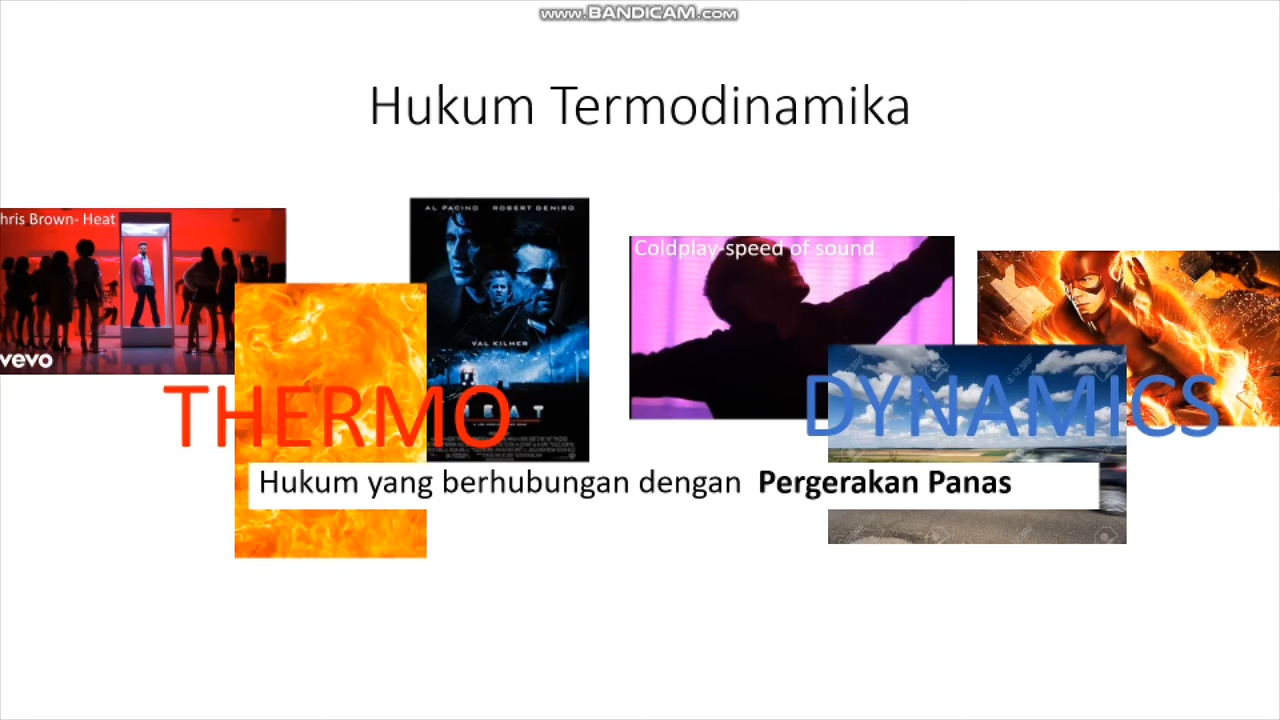 www.BANDICAM.com
Hukum Termodinamika
hris Brown- Heat
vevo
AL PACINO ROBERT DENIRO
VAL KILMER
HEAT
Coldplay-speed of sound
THERMO
DYNAMICS
Hukum yang berhubungan dengan Pergerakan Panas